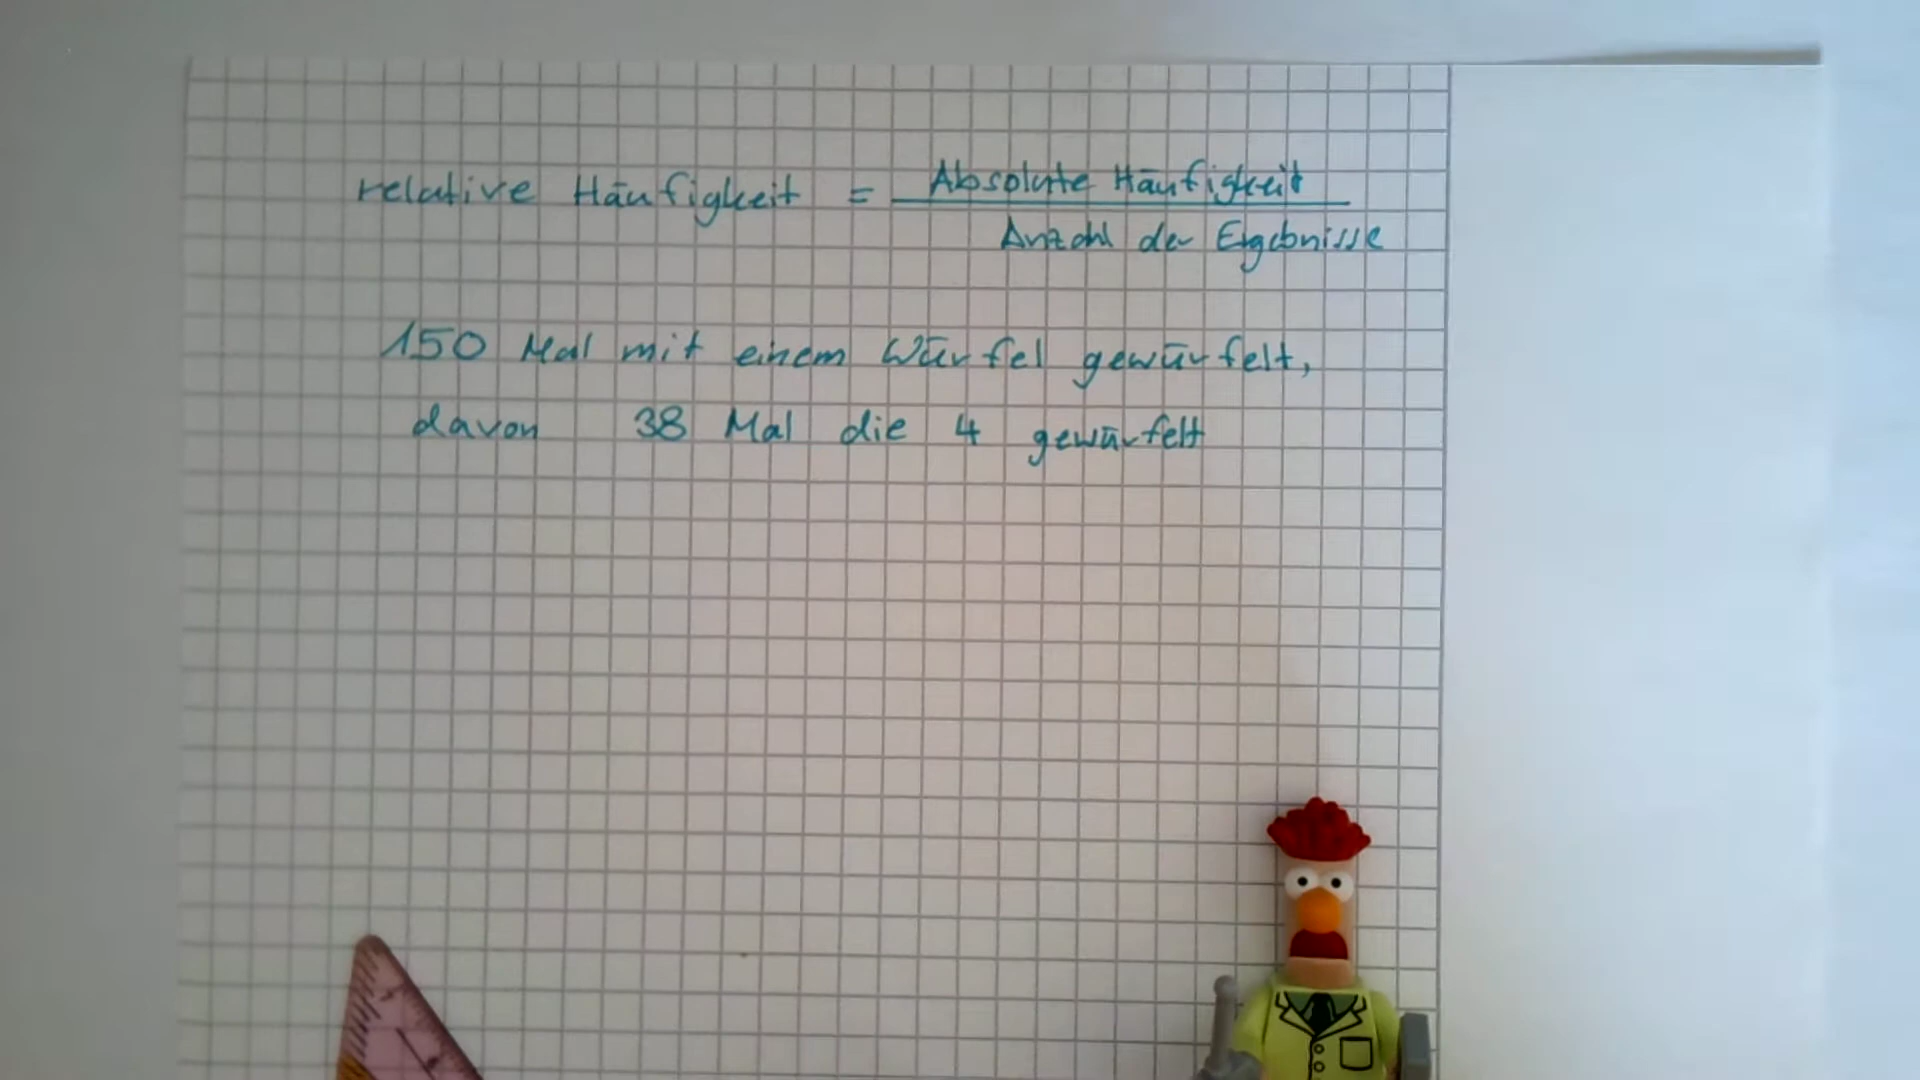 relative Häufigkeit = Absolute Häufigkeit
Anzahl der Ergebnisse
150 Mal mit einem Würfel gewürfelt,
davon 38 Mal die 4 gewürfelt